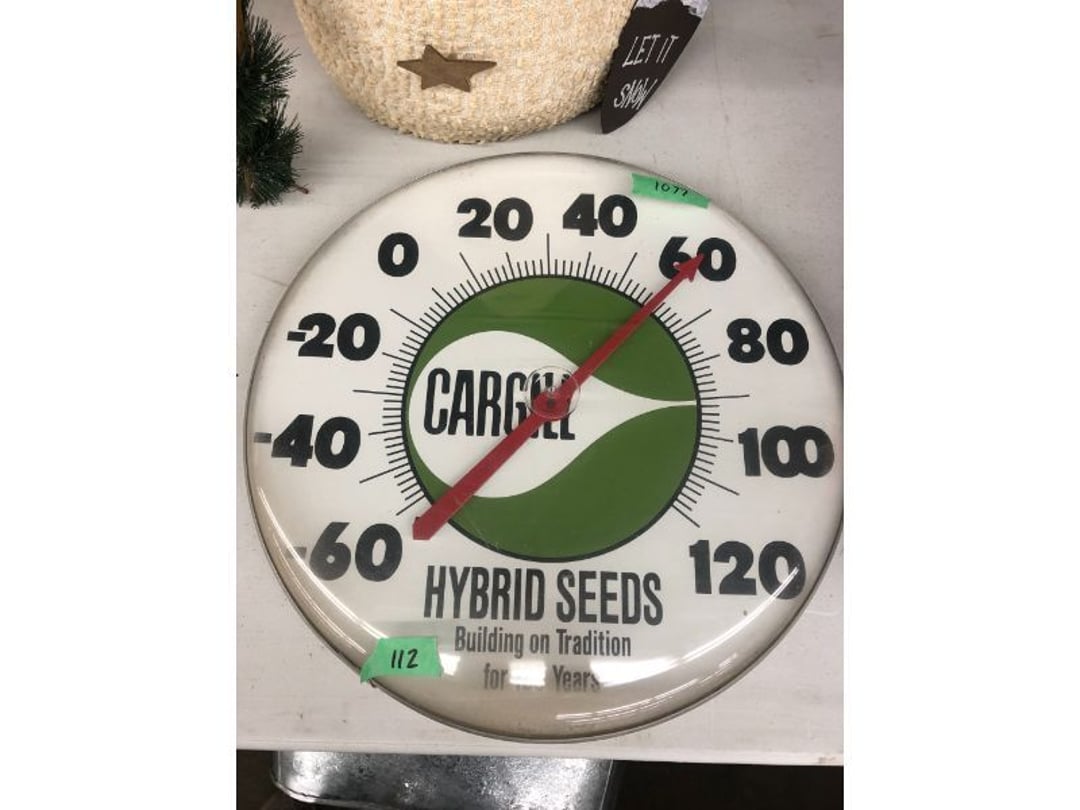 LET IT
SNOW
1077
20 40
0 60
-20 80
-40 100
-60 120
CARGILL
HYBRID SEEDS
Building on Tradition
for Years
112